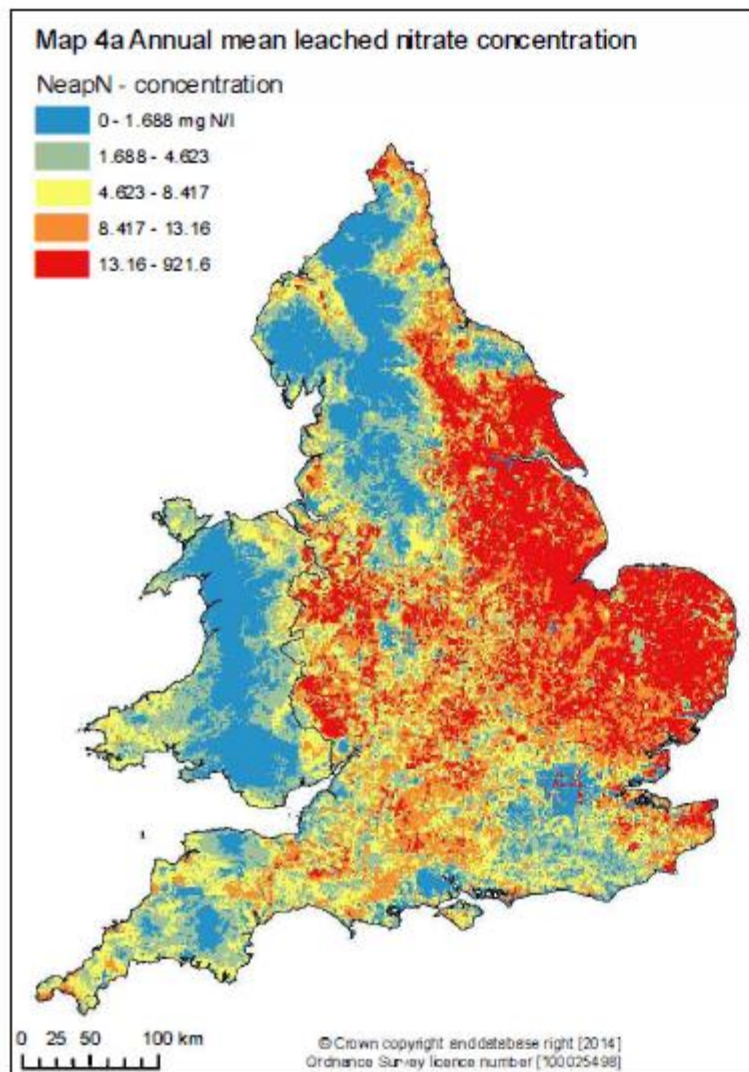 Map 4a Annual mean leached nitrate concentration
NeapN - concentration
0 - 1.688 mg N/l
1.688 - 4.623
4.623 - 8.417
8.417 - 13.16
13.16 - 921.6
0 25 50 100 km
© Crown copyright and database right [2014]
Ordnance Survey licence number [100025498]